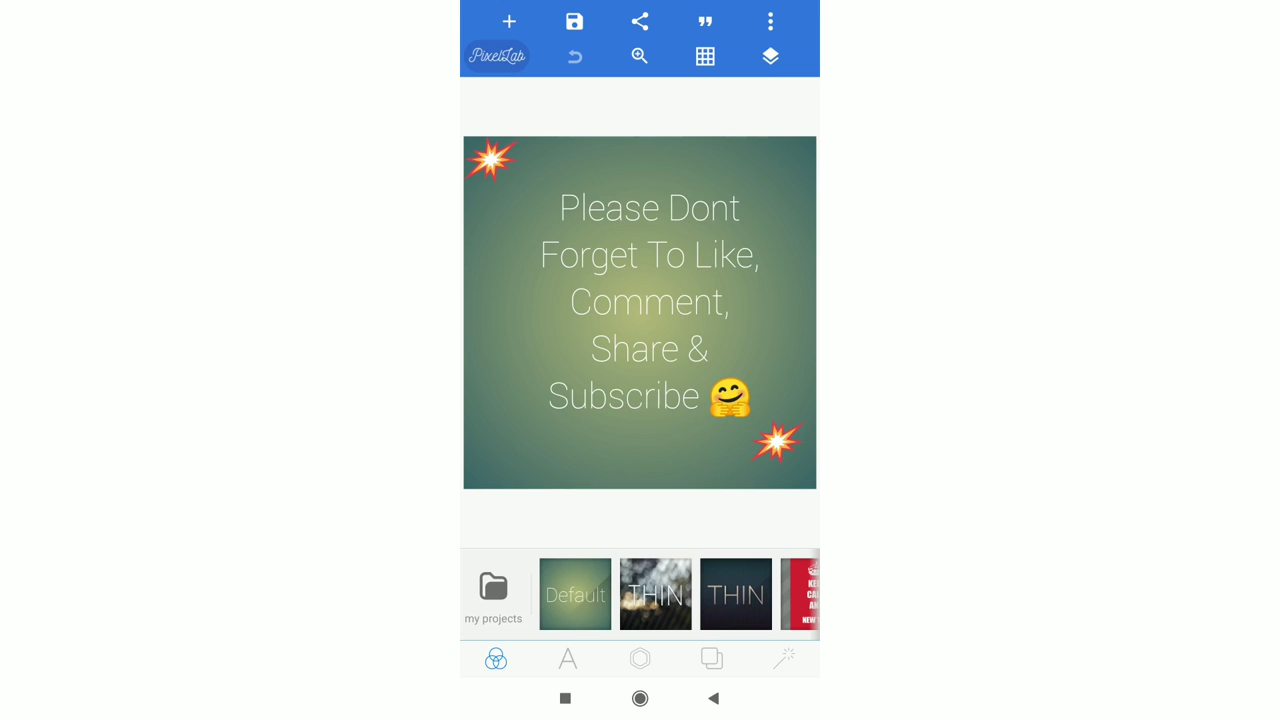 PixelLab
Please Dont
Forget To Like,
Comment,
Share &
Subscribe 🤗
my projects
Default
THIN
THIN